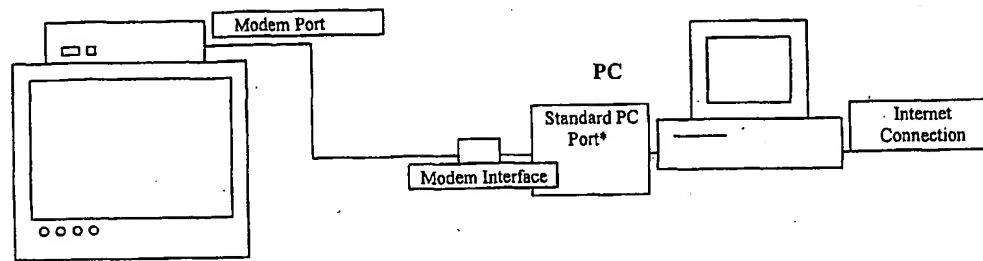 Modem Port
PC
Standard PC
Port*
Internet
Connection
Modem Interface